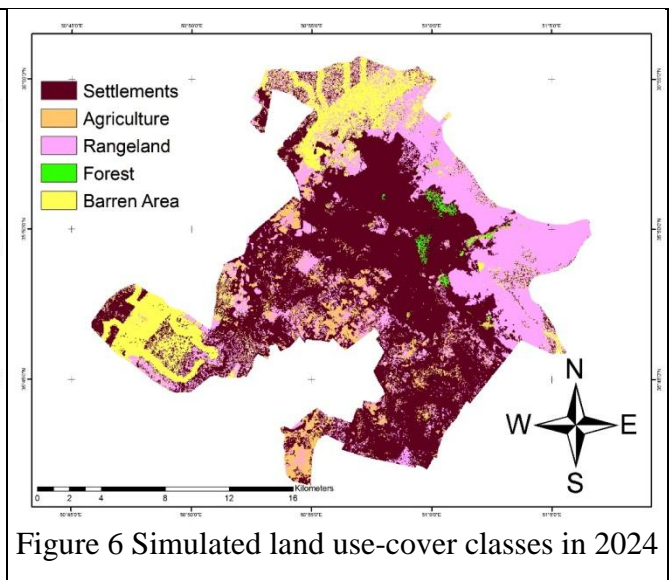 Settlements
Agriculture
Rangeland
Forest
Barren Area
N
W E
S
0 2 4 8 12 16
Kilometers
Figure 6 Simulated land use-cover classes in 2024